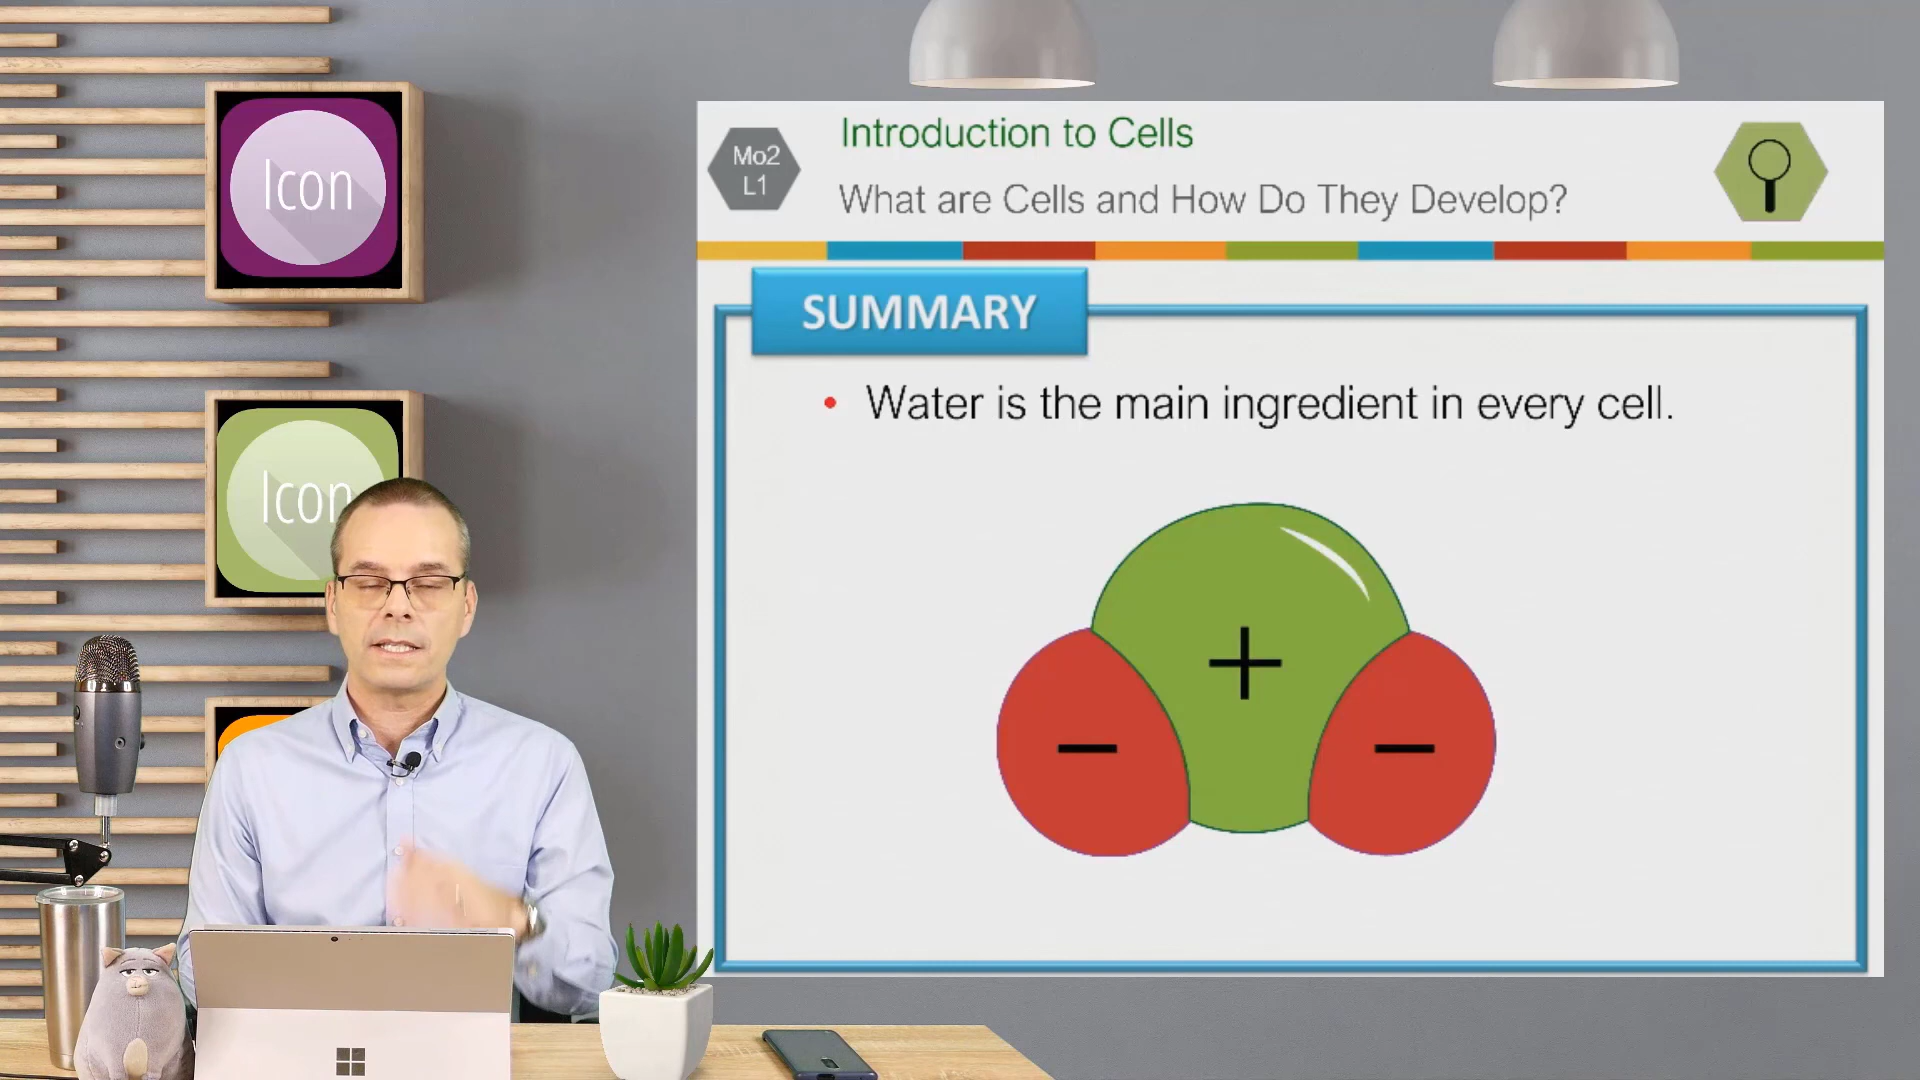 Icon
Icon
Mo2
L1
Introduction to Cells
What are Cells and How Do They Develop?
SUMMARY
• Water is the main ingredient in every cell.
+
−
−